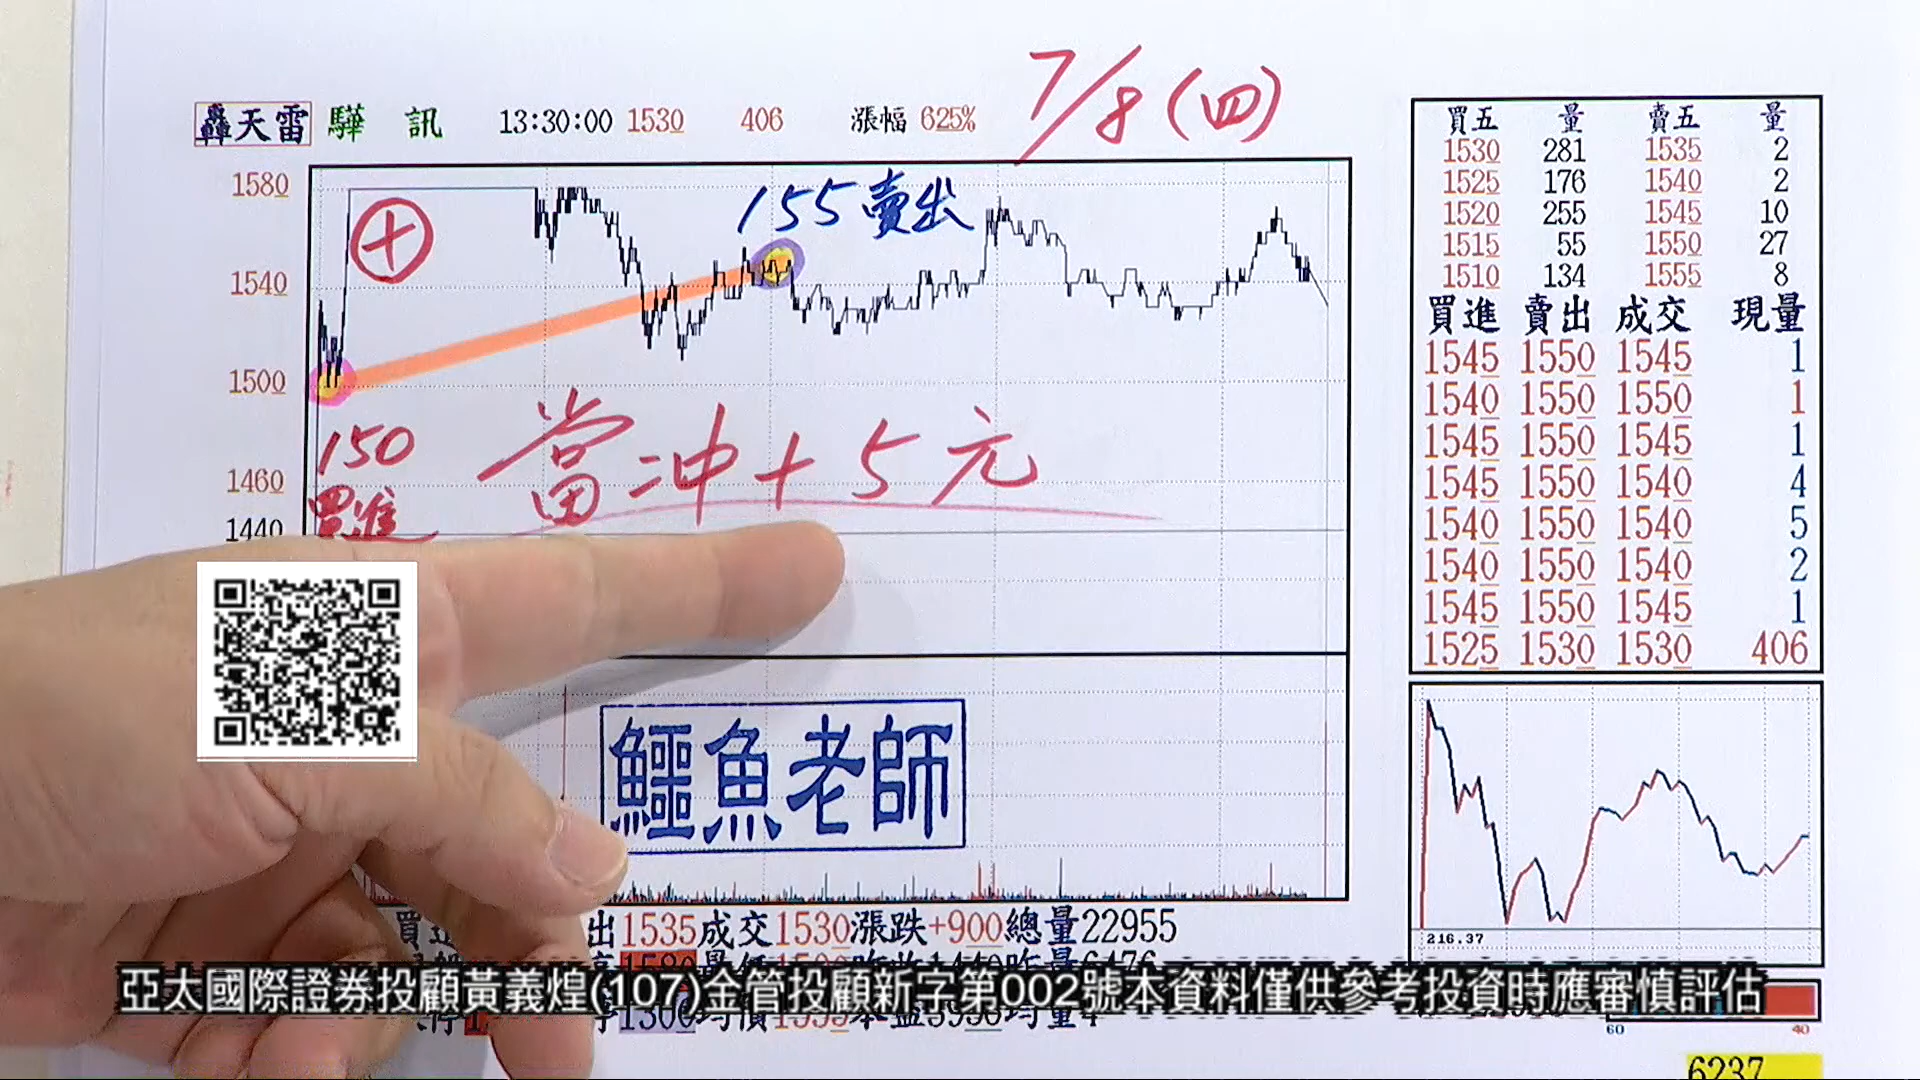 7/8(四)
轟天雷 驊訊 13:30:00 1530 406 漲幅 625%
1580
1540
1500
1460
1440
155賣出
150
買進
當冲+5元
鱷魚老師
買五 量 賣五 量
1530 281 1535 2
1525 176 1540 2
1520 255 1545 10
1515 55 1550 27
1510 134 1555 8
買進 賣出 成交 現量
1545 1550 1545 1
1540 1550 1550 1
1545 1550 1545 1
1545 1550 1540 4
1540 1550 1540 5
1540 1550 1540 2
1545 1550 1545 1
1525 1530 1530 406
216.37
出1535成交1530漲跌+900總量22955
亞太國際證券投顧黃義煌(107)金管投顧新字第002號本資料僅供參考投資時應審慎評估
60 40
6237